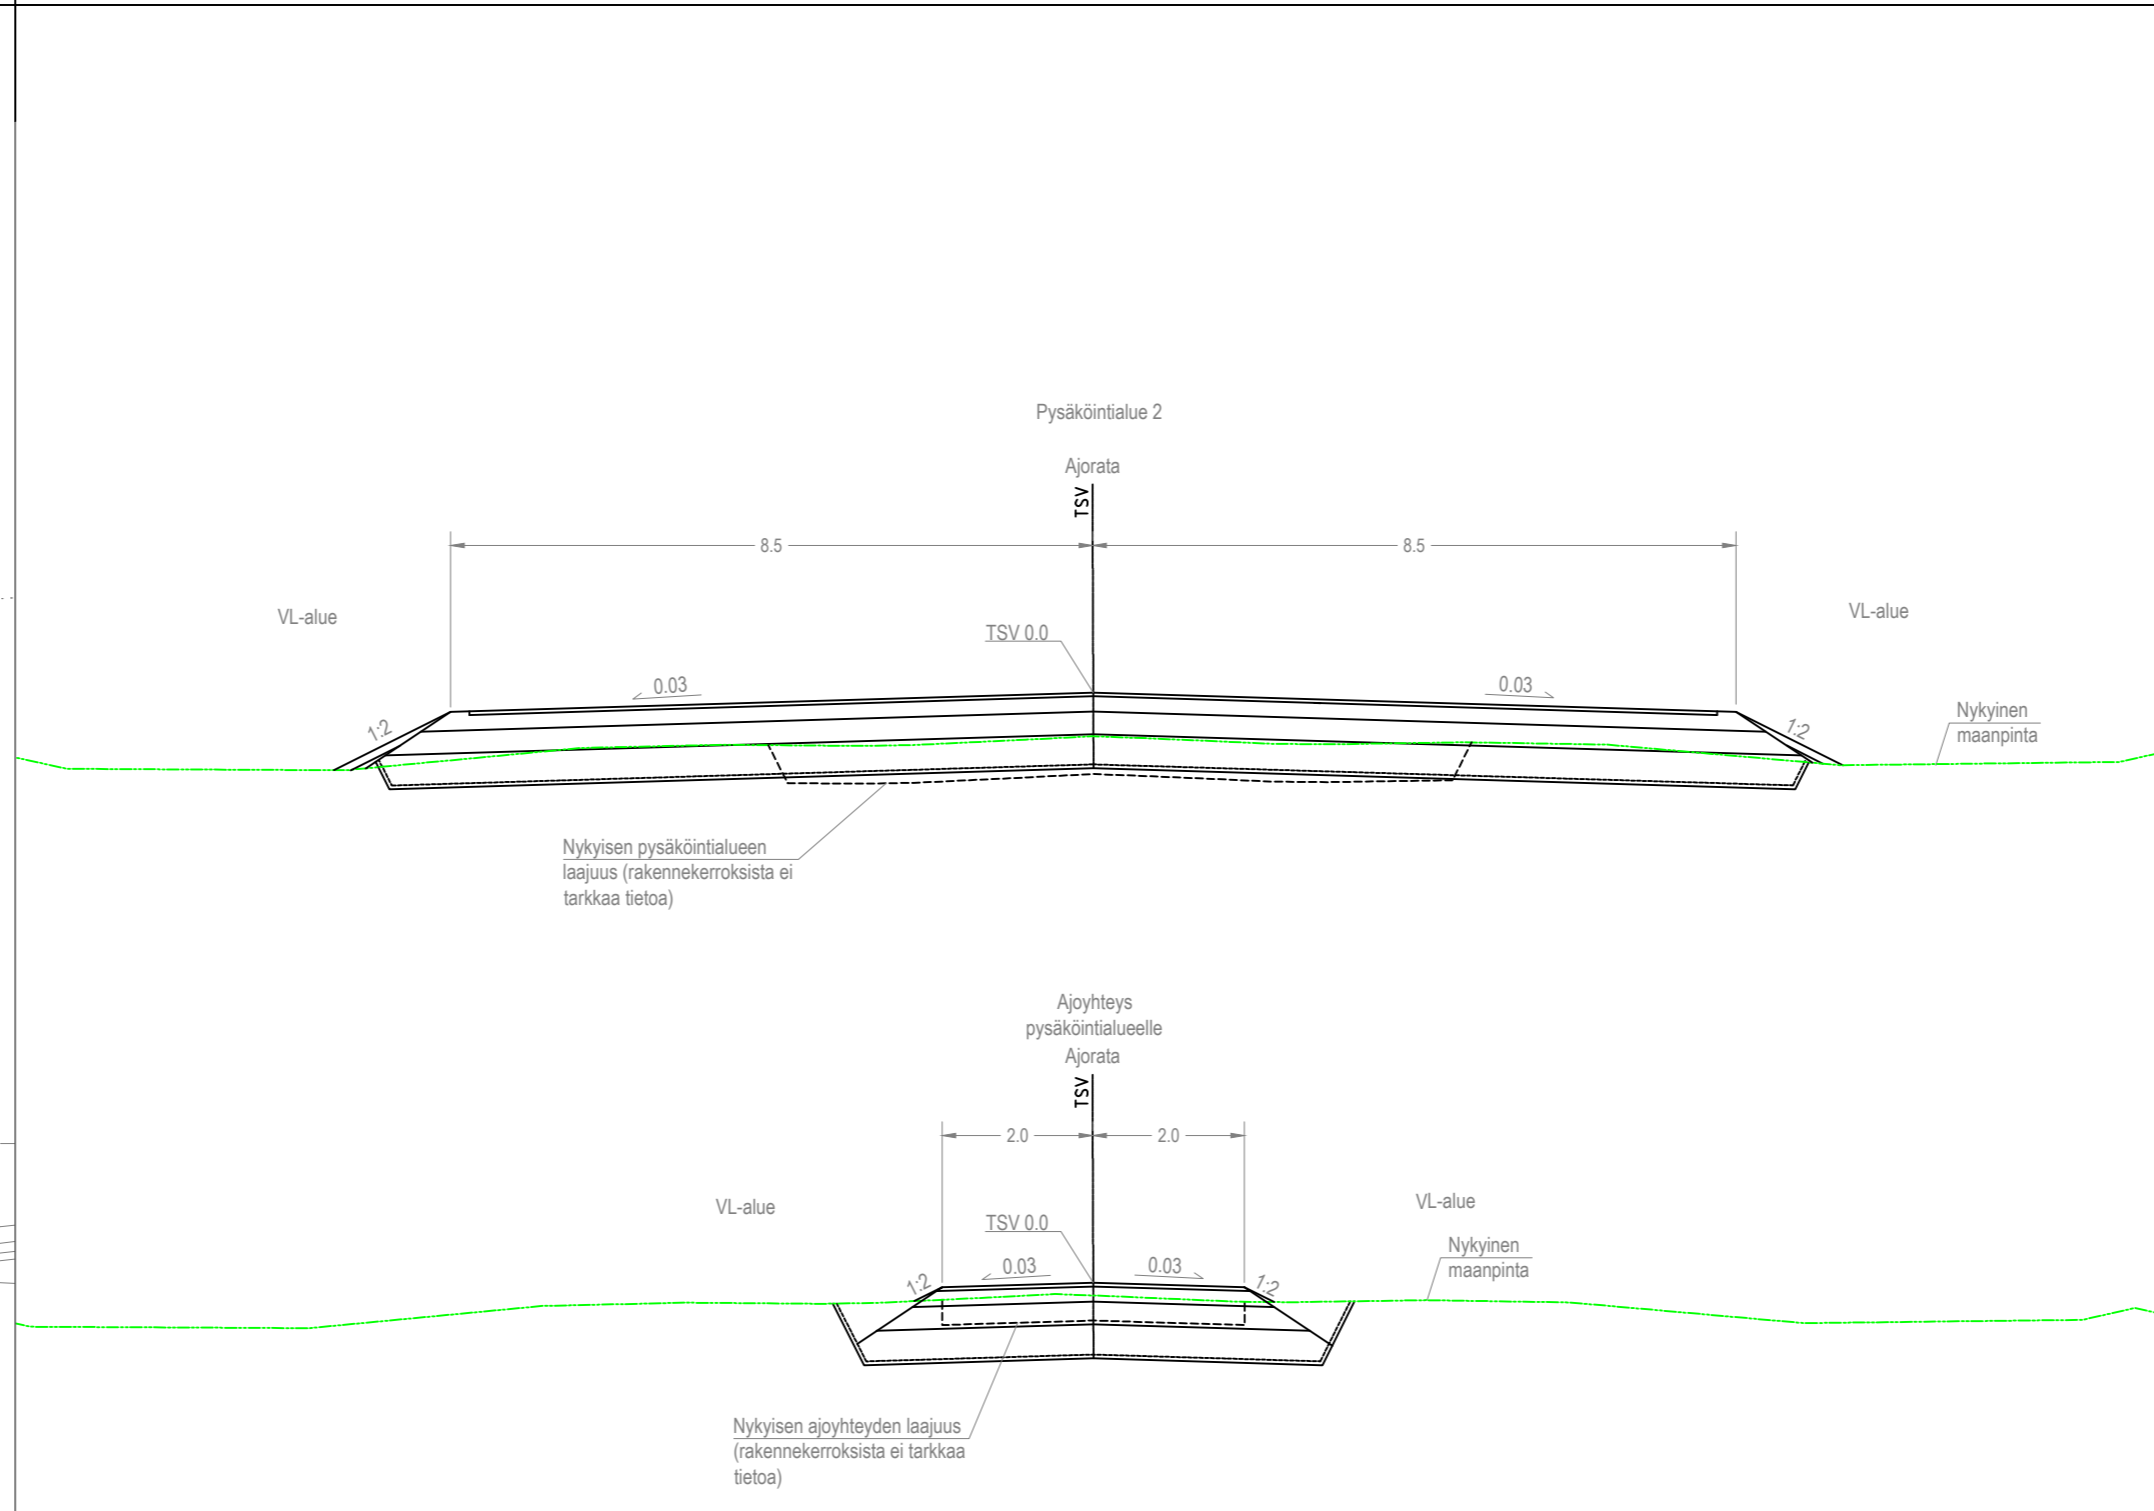 Pysäköintialue 2
Ajorata
TSV
8.5
8.5
VL-alue
VL-alue
TSV 0.0
0.03
0.03
1:2
1:2
Nykyinen
maanpinta
Nykyisen pysäköintialueen
laajuus (rakennekerroksista ei
tarkkaa tietoa)
Ajoyhteys
pysäköintialueelle
Ajorata
TSV
2.0
2.0
VL-alue
VL-alue
TSV 0.0
Nykyinen
maanpinta
0.03
0.03
1:2
1:2
Nykyisen ajoyhteyden laajuus
(rakennekerroksista ei tarkkaa
tietoa)